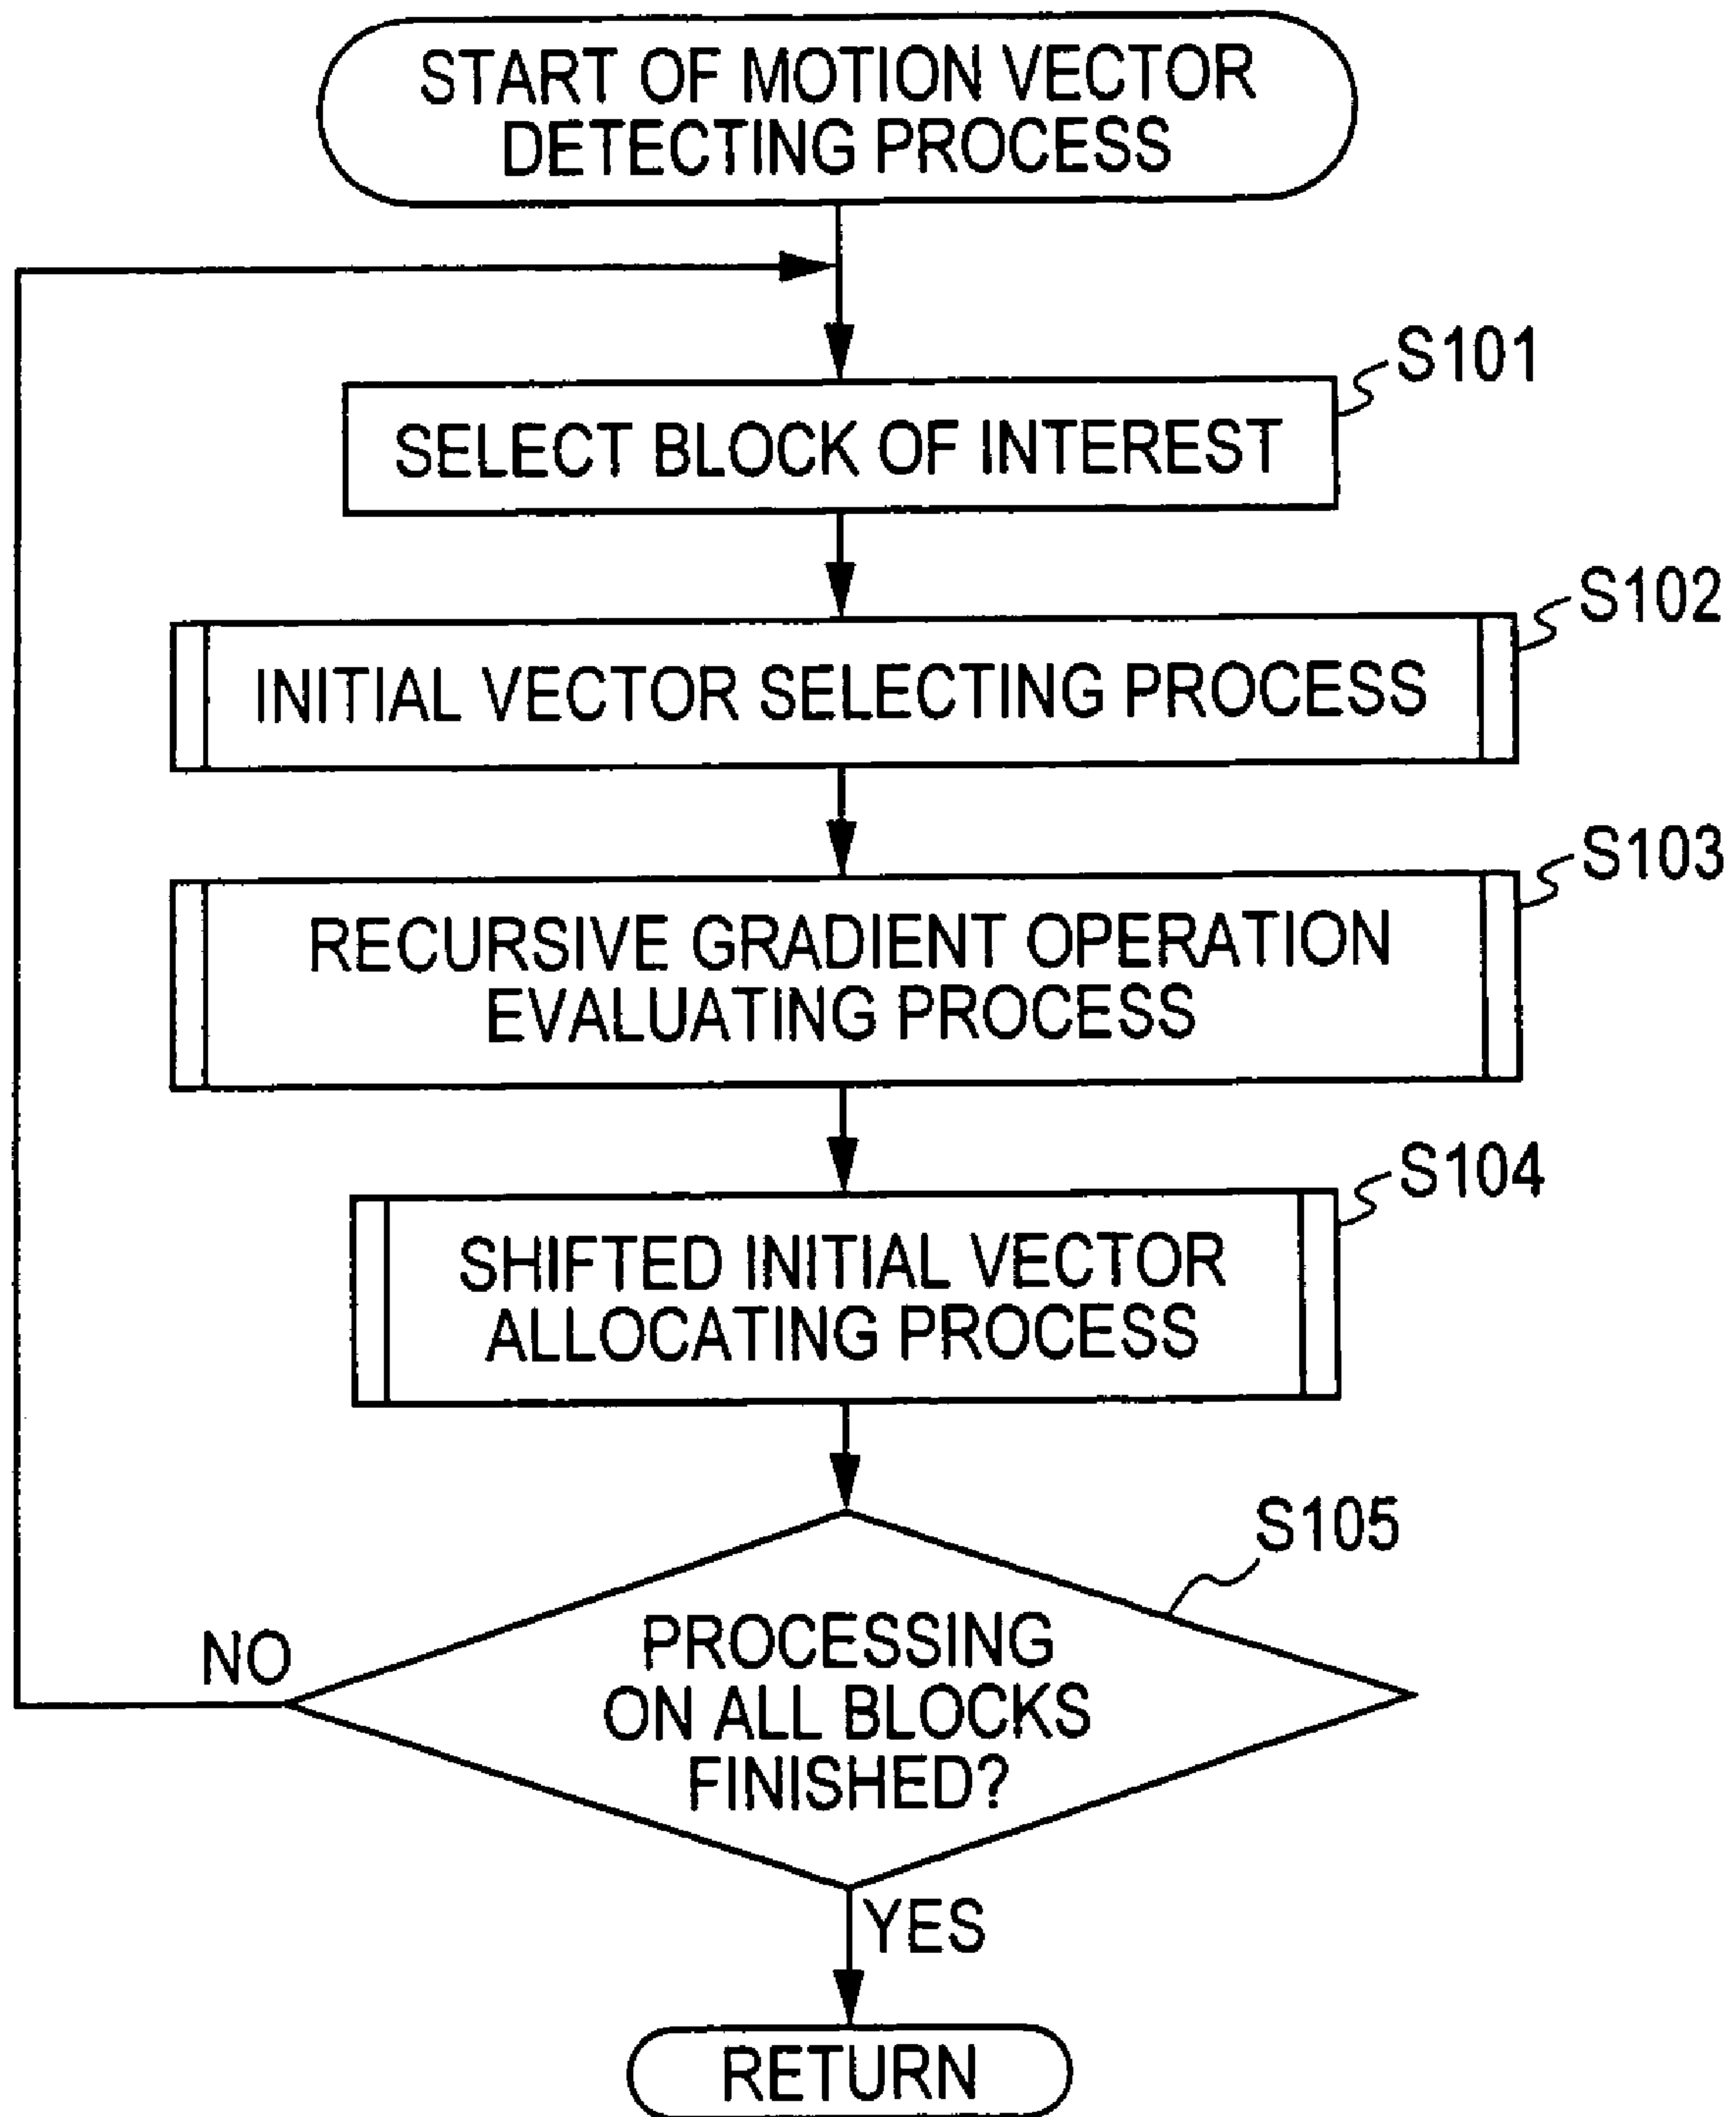 START OF MOTION VECTOR
DETECTING PROCESS
S101
SELECT BLOCK OF INTEREST
S102
INITIAL VECTOR SELECTING PROCESS
S103
RECURSIVE GRADIENT OPERATION
EVALUATING PROCESS
S104
SHIFTED INITIAL VECTOR
ALLOCATING PROCESS
S105
PROCESSING
ON ALL BLOCKS
FINISHED?
NO
YES
RETURN